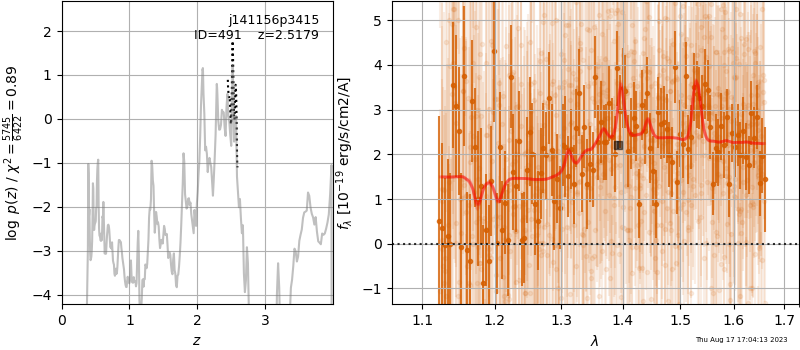 j141156p3415
ID=491 z=2.5179
log p(z) / χ² = 5745/6422 = 0.89
2
1
0
−1
−2
−3
−4
0 1 2 3
z
fλ [10⁻¹⁹ erg/s/cm2/A]
5
4
3
2
1
0
−1
1.1 1.2 1.3 1.4 1.5 1.6 1.7
λ
Thu Aug 17 17:04:13 2023